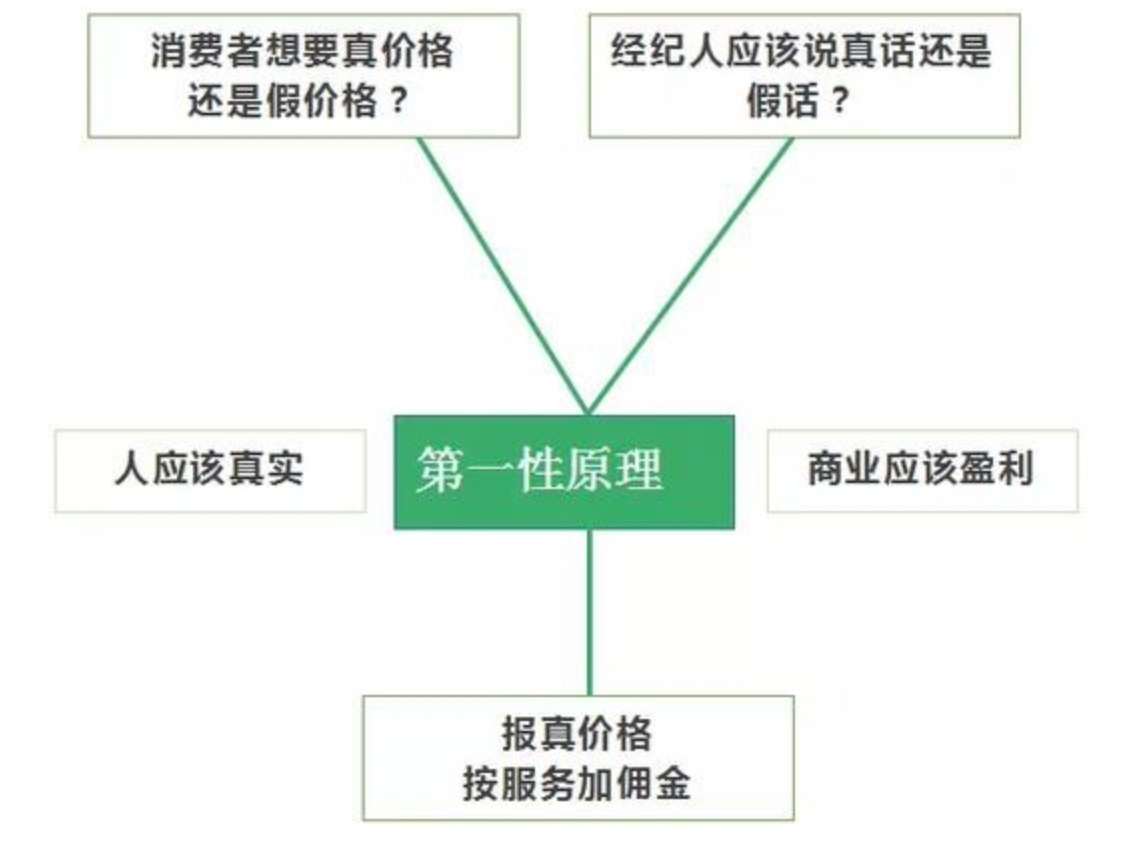 消费者想要真价格
还是假价格？
经纪人应该说真话还是
假话？
人应该真实
第一性原理
商业应该盈利
报真价格
按服务加佣金